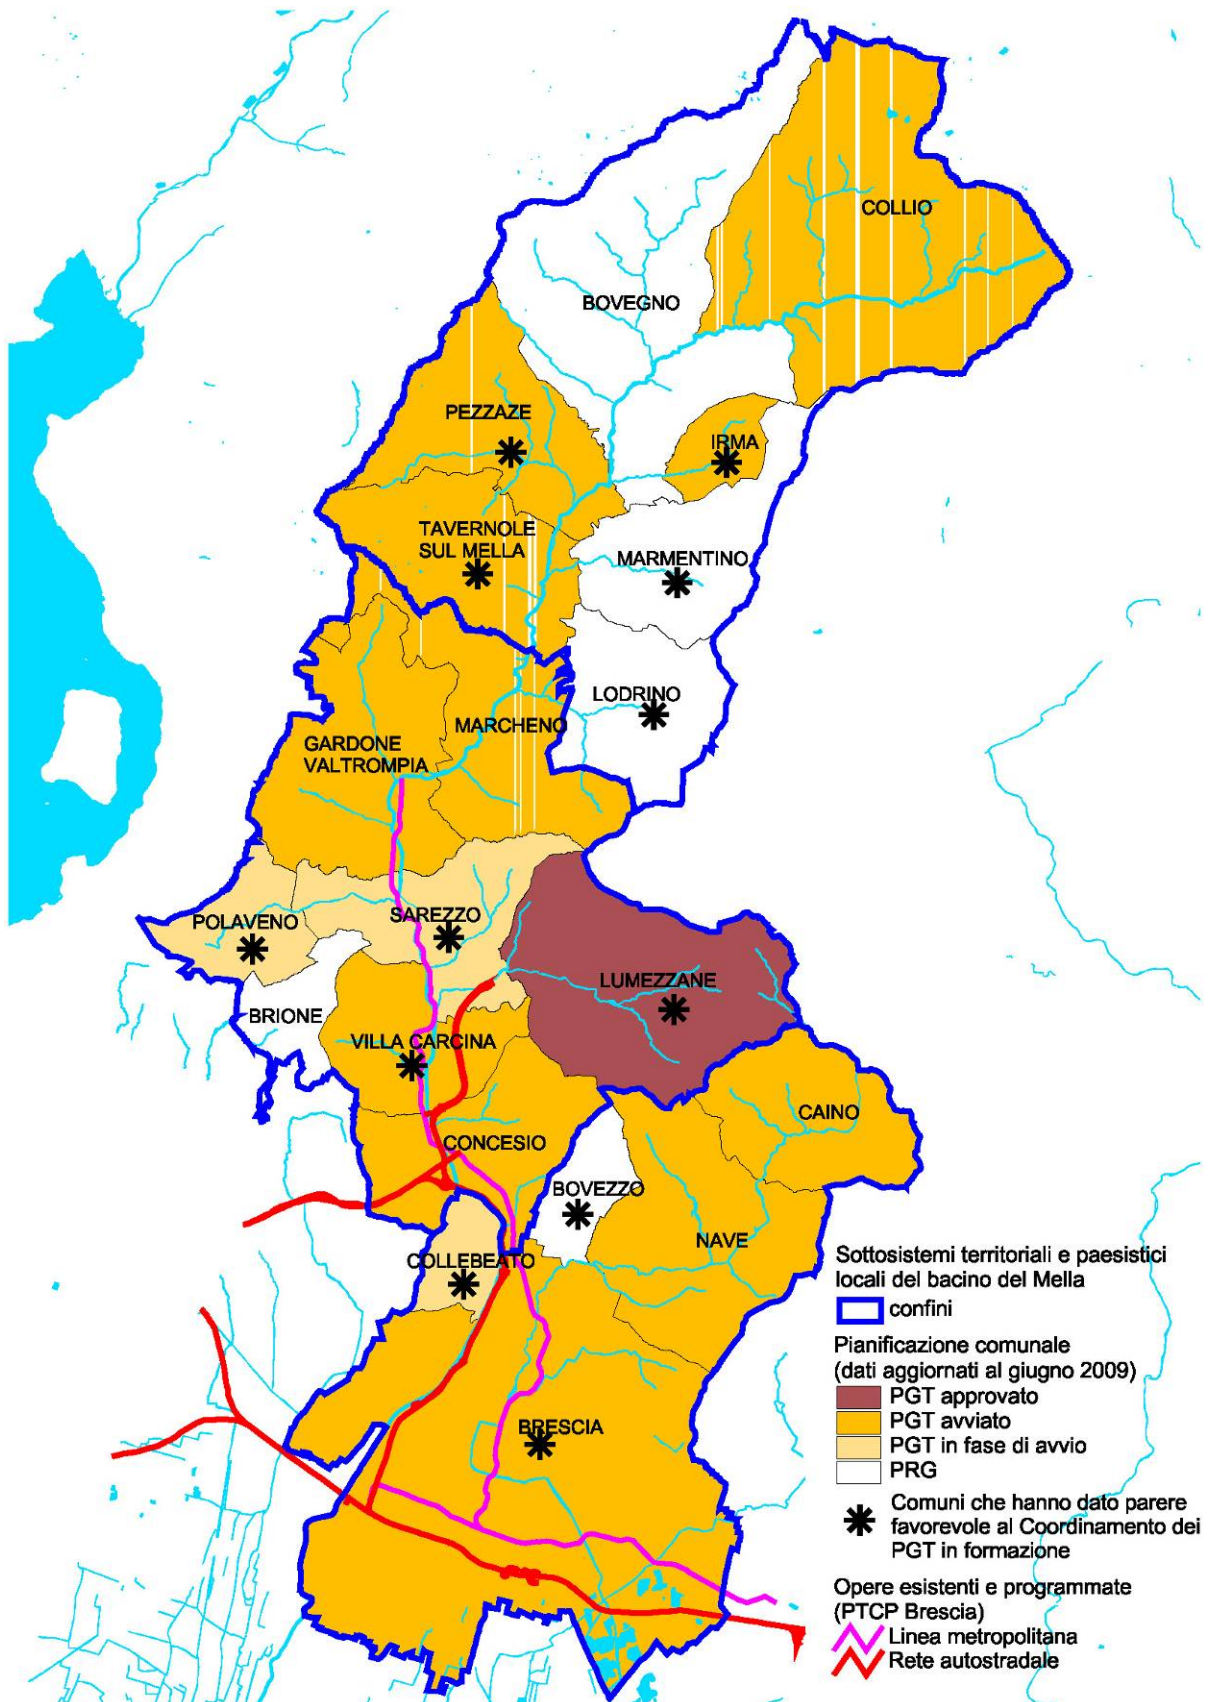 COLLIO
BOVEGNO
PEZZAZE
IRMA
TAVERNOLE
SUL MELLA
MARMENTINO
LODRINO
MARCHENO
GARDONE
VALTROMPIA
POLAVENO
SAREZZO
LUMEZZANE
BRIONE
VILLA CARCINA
CAINO
CONCESIO
BOVEZZO
NAVE
COLLEBEATO
BRESCIA
Sottosistemi territoriali e paesistici
locali del bacino del Mella
confini
Pianificazione comunale
(dati aggiornati al giugno 2009)
PGT approvato
PGT avviato
PGT in fase di avvio
PRG
Comuni che hanno dato parere
favorevole al Coordinamento dei
PGT in formazione
Opere esistenti e programmate
(PTCP Brescia)
Linea metropolitana
Rete autostradale